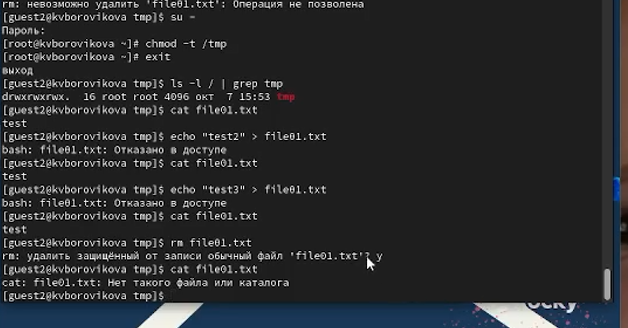 rm: невозможно удалить 'file01.txt': Операция не позволена
[guest2@kvborovikova tmp]$ su -
Пароль:
[root@kvborovikova ~]# chmod -t /tmp
[root@kvborovikova ~]# exit
выход
[guest2@kvborovikova tmp]$ ls -l / | grep tmp
drwxrwxrwx.  16 root root 4096 окт  7 15:53 tmp
[guest2@kvborovikova tmp]$ cat file01.txt
test
[guest2@kvborovikova tmp]$ echo "test2" > file01.txt
bash: file01.txt: Отказано в доступе
[guest2@kvborovikova tmp]$ cat file01.txt
test
[guest2@kvborovikova tmp]$ echo "test3" > file01.txt
bash: file01.txt: Отказано в доступе
[guest2@kvborovikova tmp]$ cat file01.txt
test
[guest2@kvborovikova tmp]$ rm file01.txt
rm: удалить защищённый от записи обычный файл 'file01.txt'? y
[guest2@kvborovikova tmp]$ cat file01.txt
cat: file01.txt: Нет такого файла или каталога
[guest2@kvborovikova tmp]$